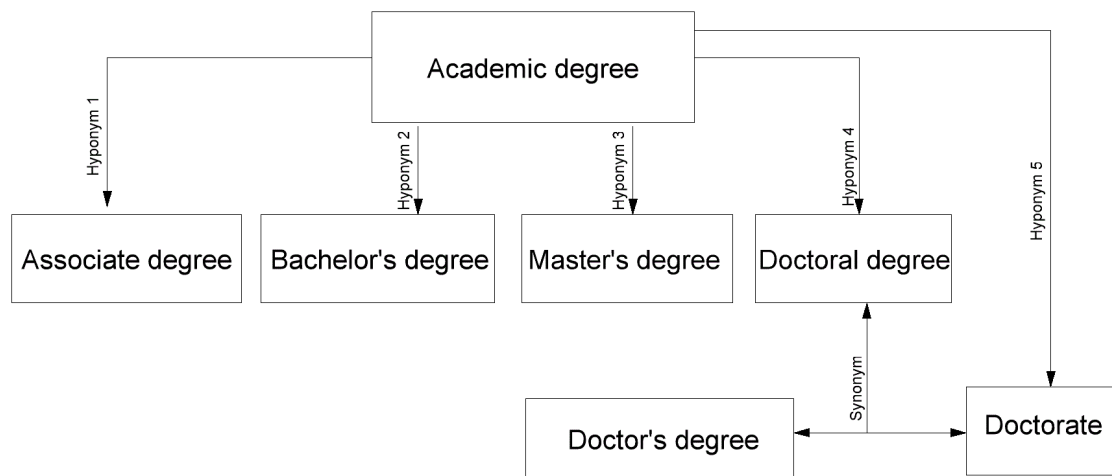 Academic degree
Hyponym 1
Hyponym 2
Hyponym 3
Hyponym 4
Hyponym 5
Associate degree
Bachelor's degree
Master's degree
Doctoral degree
Synonym
Doctor's degree
Doctorate